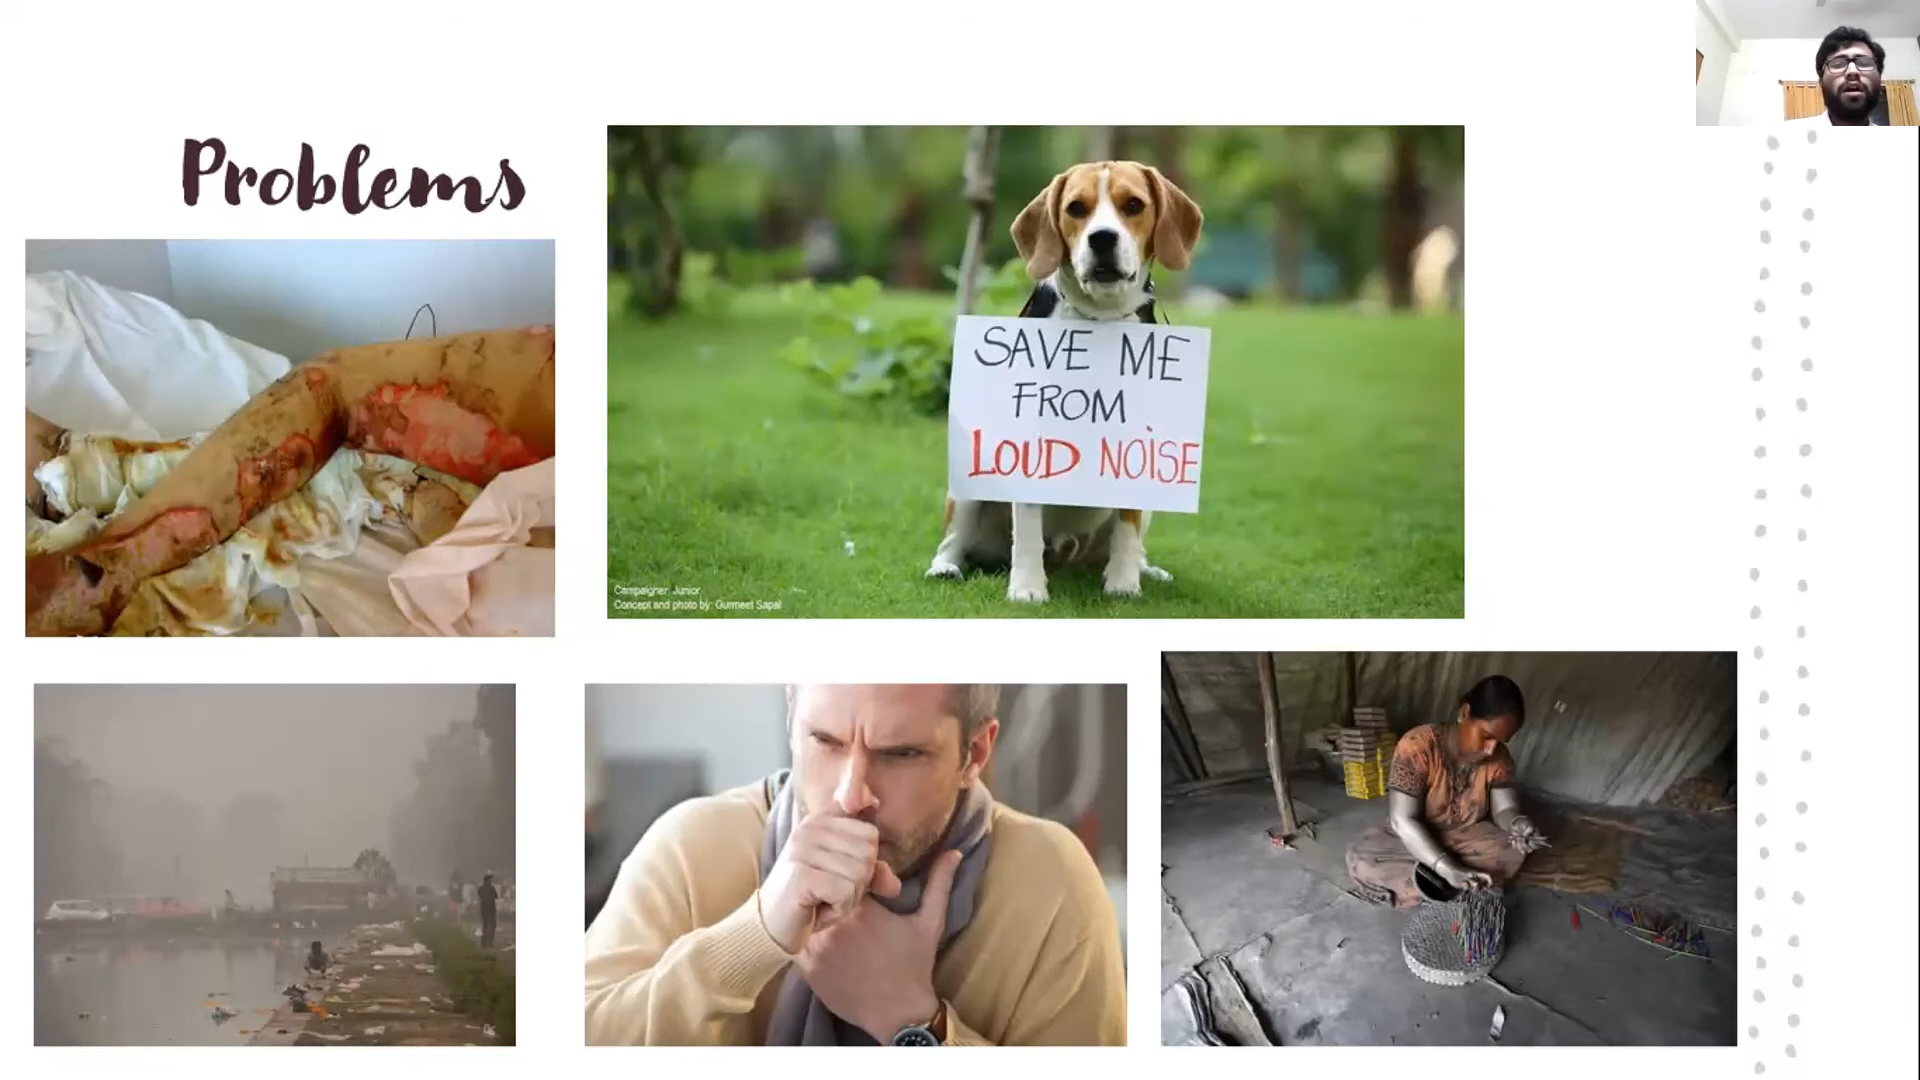 Problems
SAVE ME
FROM
LOUD NOISE
Campaigner: Junior
Concept and photo by: Gurmeet Sapal